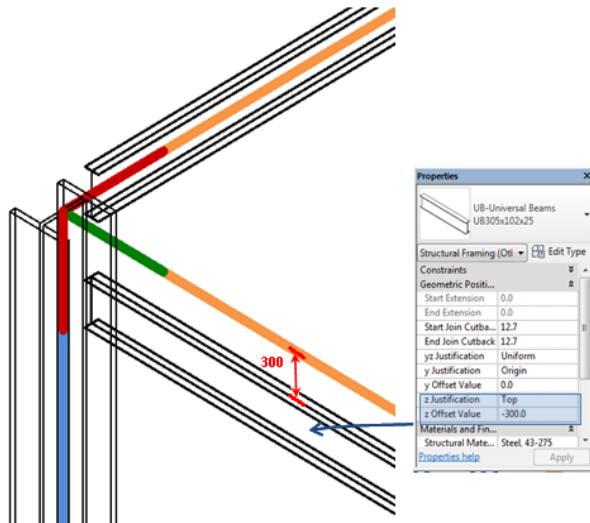 300
Properties
UB-Universal Beams
UB305x102x25
Structural Framing (Otl
Edit Type
Constraints
Geometric Positi...
Start Extension 0.0
End Extension 0.0
Start Join Cutba... 12.7
End Join Cutback 12.7
yz Justification Uniform
y Justification Origin
y Offset Value 0.0
z Justification Top
z Offset Value -300.0
Materials and Fin...
Structural Mate... Steel, 43-275
Properties help Apply